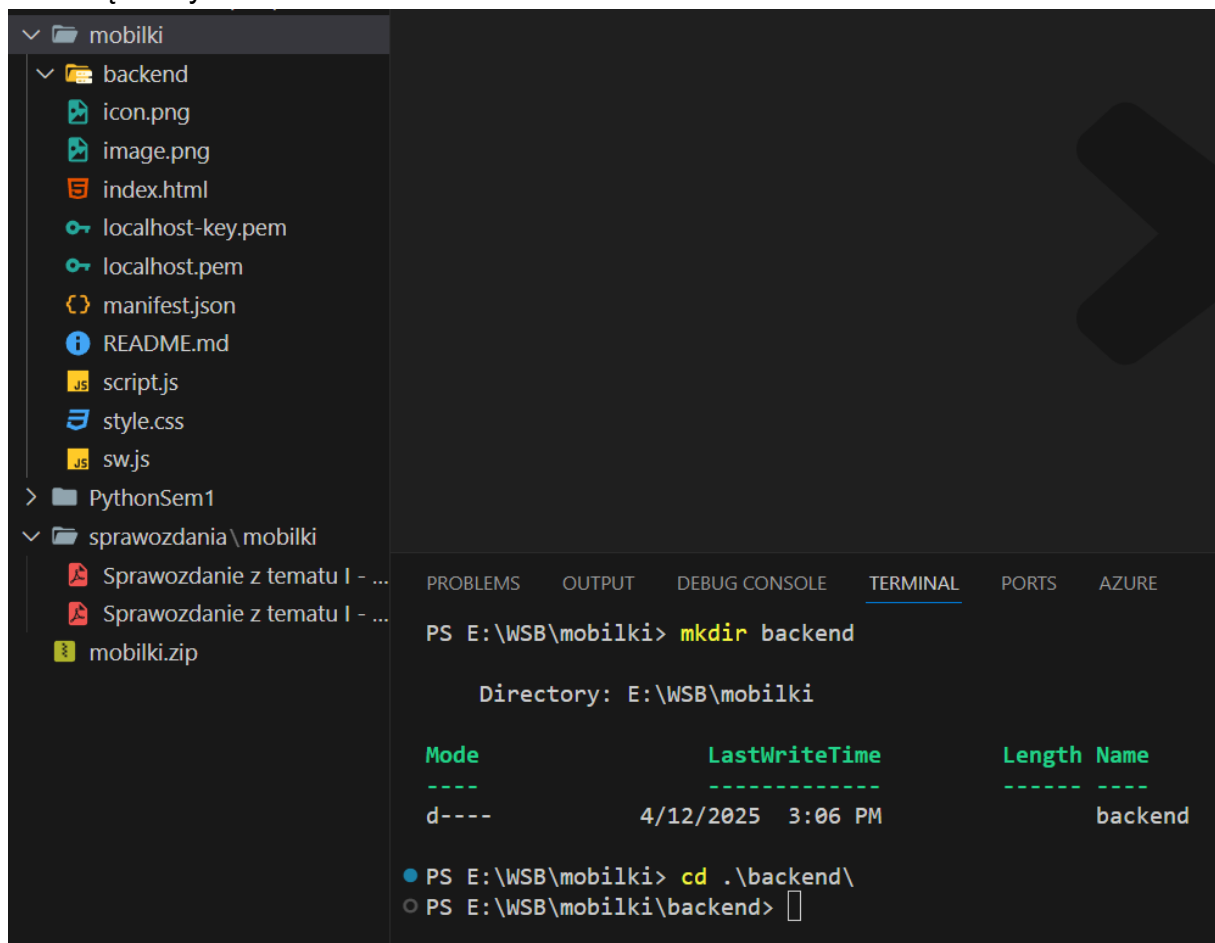 mobilki
backend
icon.png
image.png
index.html
localhost-key.pem
localhost.pem
manifest.json
README.md
script.js
style.css
sw.js
PythonSem1
sprawozdania\mobilki
Sprawozdanie z tematu I - ...
Sprawozdanie z tematu I - ...
mobilki.zip
PROBLEMS OUTPUT DEBUG CONSOLE TERMINAL PORTS AZURE
PS E:\WSB\mobilki> mkdir backend
Directory: E:\WSB\mobilki
Mode LastWriteTime Length Name
---- ------------- ------ ----
d---- 4/12/2025 3:06 PM backend
PS E:\WSB\mobilki> cd .\backend\
PS E:\WSB\mobilki\backend>